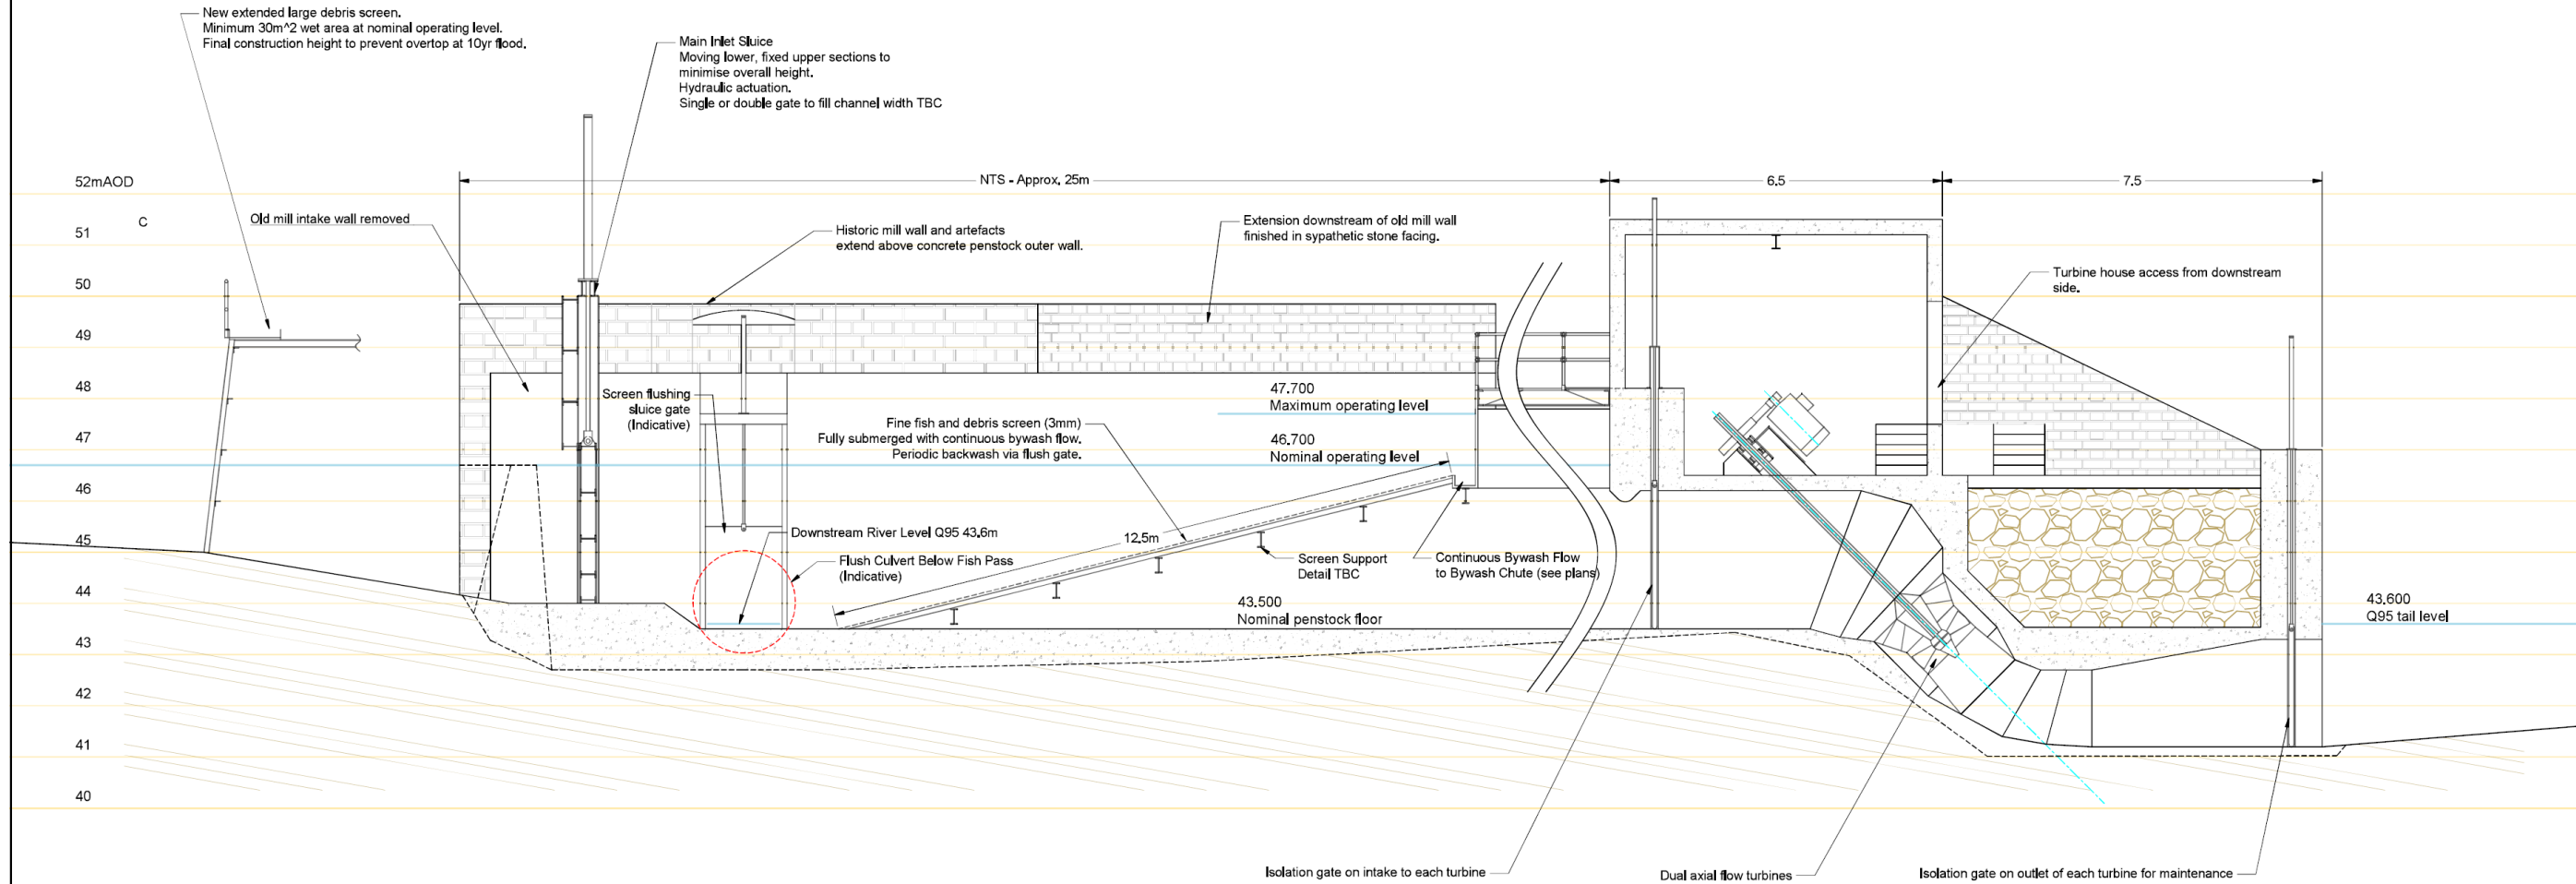 New extended large debris screen.
Minimum 30m^2 wet area at nominal operating level.
Final construction height to prevent overtop at 10yr flood.
Main Inlet Sluice
Moving lower, fixed upper sections to
minimise overall height.
Hydraulic actuation.
Single or double gate to fill channel width TBC
52mAOD
NTS - Approx. 25m
6.5
7.5
C
Old mill intake wall removed
51
Historic mill wall and artefacts
extend above concrete penstock outer wall.
Extension downstream of old mill wall
finished in sypathetic stone facing.
Turbine house access from downstream
side.
50
49
48
Screen flushing
sluice gate
(Indicative)
47.700
Maximum operating level
Fine fish and debris screen (3mm)
Fully submerged with continuous bywash flow.
Periodic backwash via flush gate.
47
46.700
Nominal operating level
46
45
Downstream River Level Q95 43.6m
12.5m
Flush Culvert Below Fish Pass
(Indicative)
Screen Support
Detail TBC
Continuous Bywash Flow
to Bywash Chute (see plans)
44
43.500
Nominal penstock floor
43.600
Q95 tail level
43
42
41
40
Isolation gate on intake to each turbine
Dual axial flow turbines
Isolation gate on outlet of each turbine for maintenance